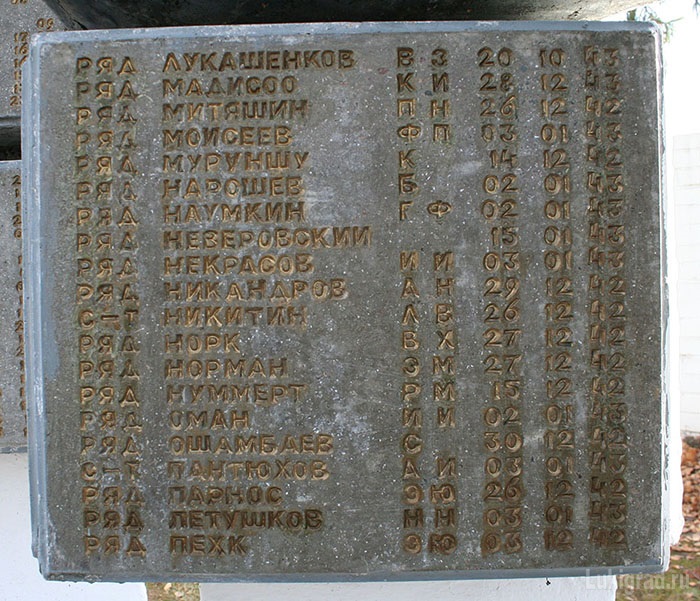 РЯД ЛУКАШЕНКОВ В З 20 10 43
РЯД МАДИСОО К И 28 12 42
РЯД МИТЯШИН П Н 26 12 42
РЯД МОИСЕЕВ Ф П 03 01 43
РЯД МУРУНШУ К 14 12 42
РЯД НАРОШЕВ Б 02 01 43
РЯД НАУМКИН Г Ф 02 01 43
РЯД НЕВЕРОВСКИЙ 15 01 43
РЯД НЕКРАСОВ И И 03 01 43
РЯД НИКАНДРОВ А Н 29 12 42
С-Т НИКИТИН Л В 26 12 42
РЯД НОРК В Х 27 12 42
РЯД НОРМАН Э М 27 12 42
РЯД НУММЕРТ Р М 15 12 42
РЯД ОМАН И И 02 01 43
РЯД ОШАМБАЕВ С 30 12 42
С-Т ПАНТЮХОВ А И 03 01 43
РЯД ПАРНОС Э Ю 26 12 42
РЯД ПЕТУШКОВ Н Н 03 01 43
РЯД ПЕХК Э Ю 03 12 42